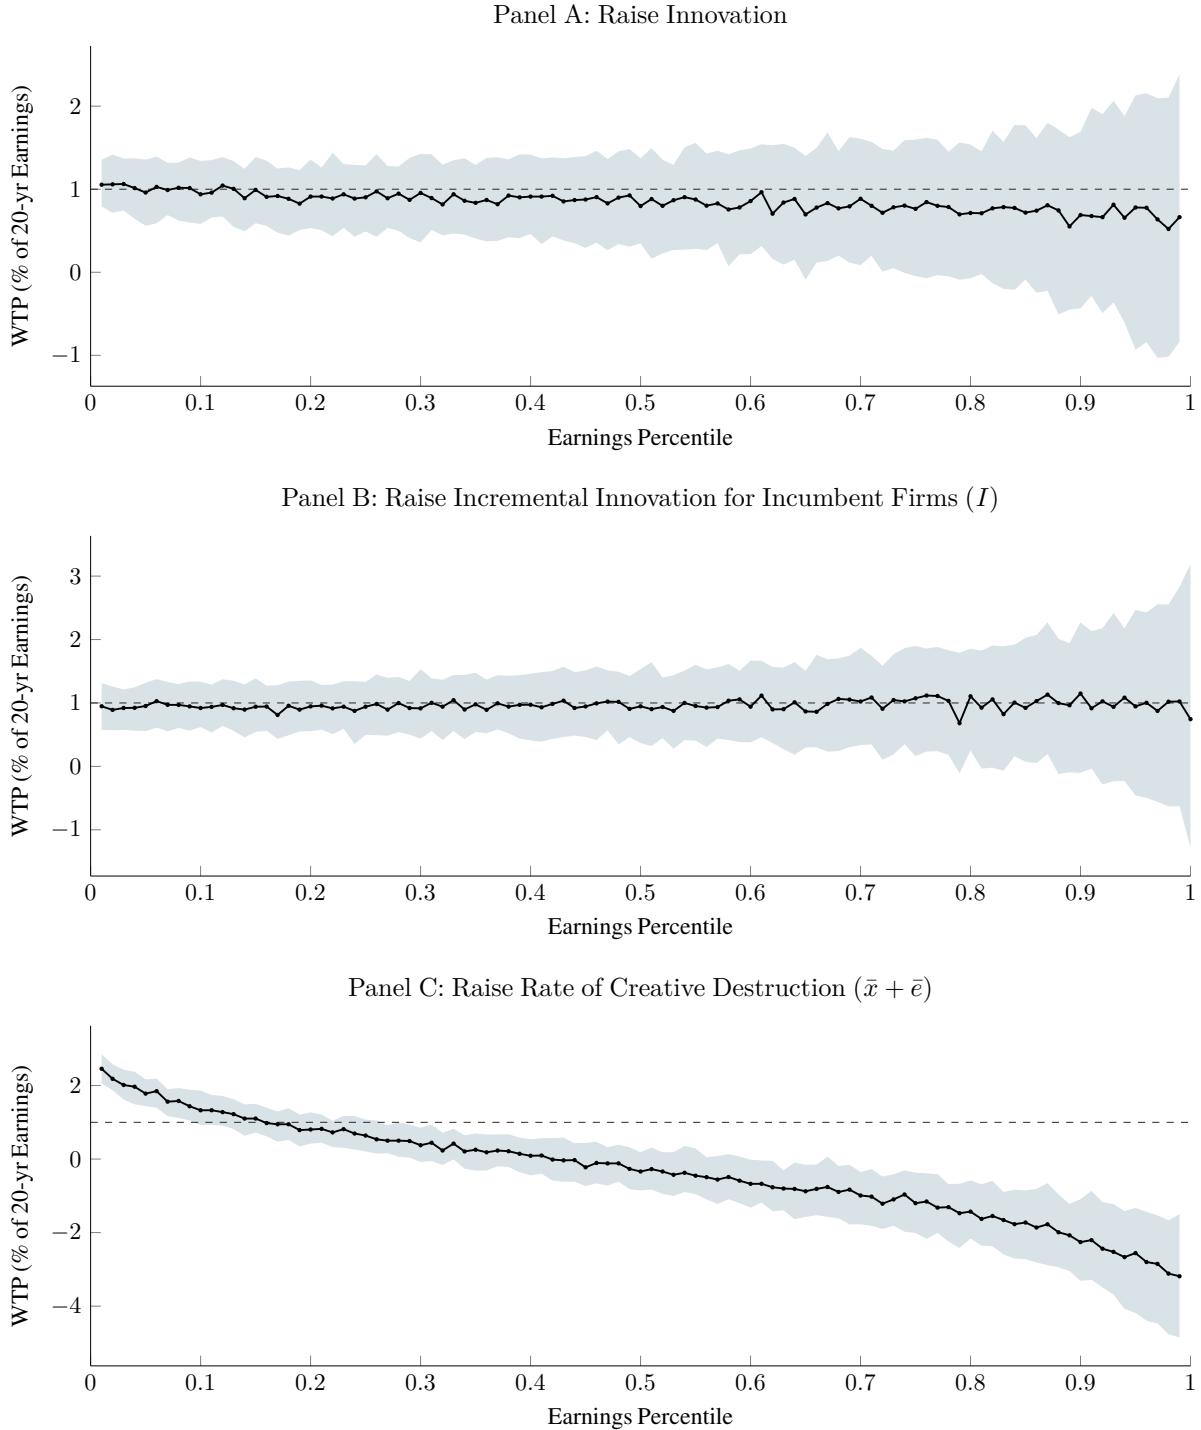 Panel A: Raise Innovation
WTP (% of 20-yr Earnings)
2
1
0
−1
0 0.1 0.2 0.3 0.4 0.5 0.6 0.7 0.8 0.9 1
Earnings Percentile
Panel B: Raise Incremental Innovation for Incumbent Firms (I)
WTP (% of 20-yr Earnings)
3
2
1
0
−1
0 0.1 0.2 0.3 0.4 0.5 0.6 0.7 0.8 0.9 1
Earnings Percentile
Panel C: Raise Rate of Creative Destruction (x̄ + ē)
WTP (% of 20-yr Earnings)
2
0
−2
−4
0 0.1 0.2 0.3 0.4 0.5 0.6 0.7 0.8 0.9 1
Earnings Percentile